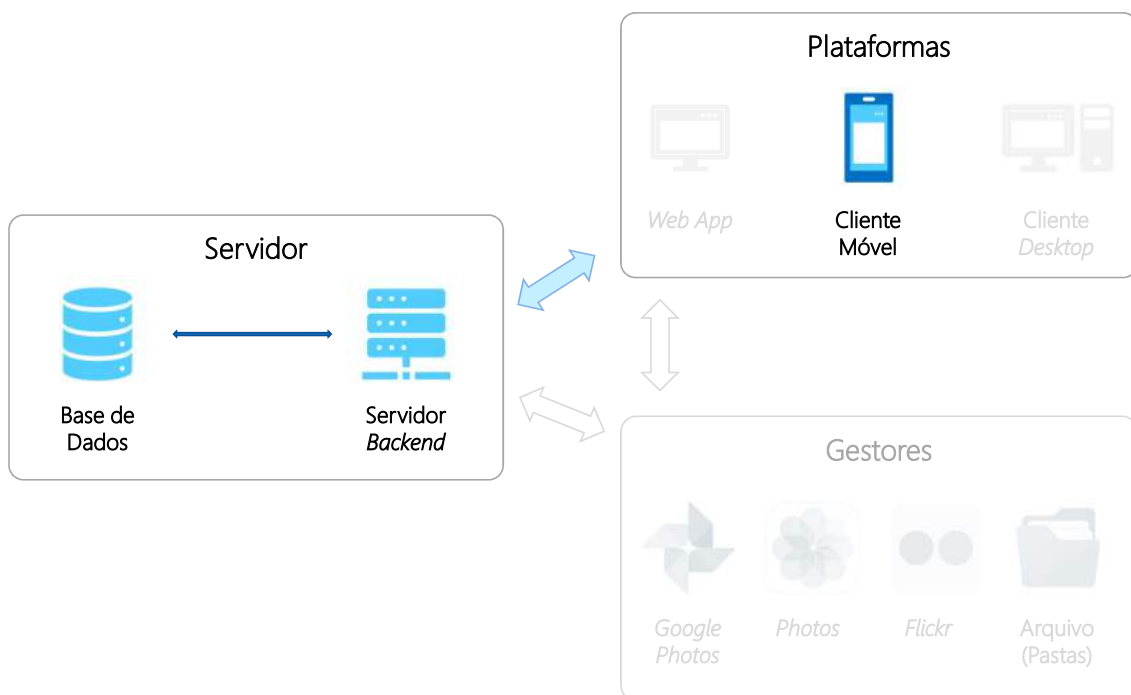 Plataformas
Web App
Cliente
Móvel
Cliente
Desktop
Servidor
Base de
Dados
Servidor
Backend
Gestores
Google
Photos
Photos
Flickr
Arquivo
(Pastas)